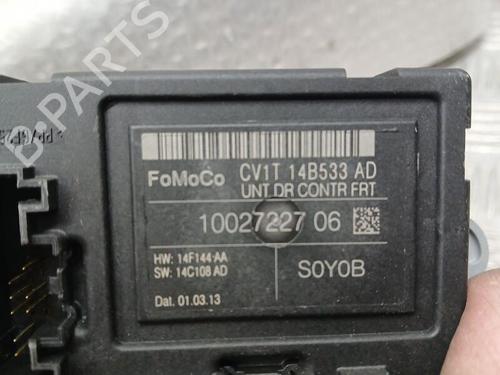 B-PARTS
FoMoCo CV1T 14B533 AD
UNT DR CONTR FRT
10027227 06
HW: 14F144-AA
SW: 14C108 AD
S0Y0B
Dat. 01.03.13